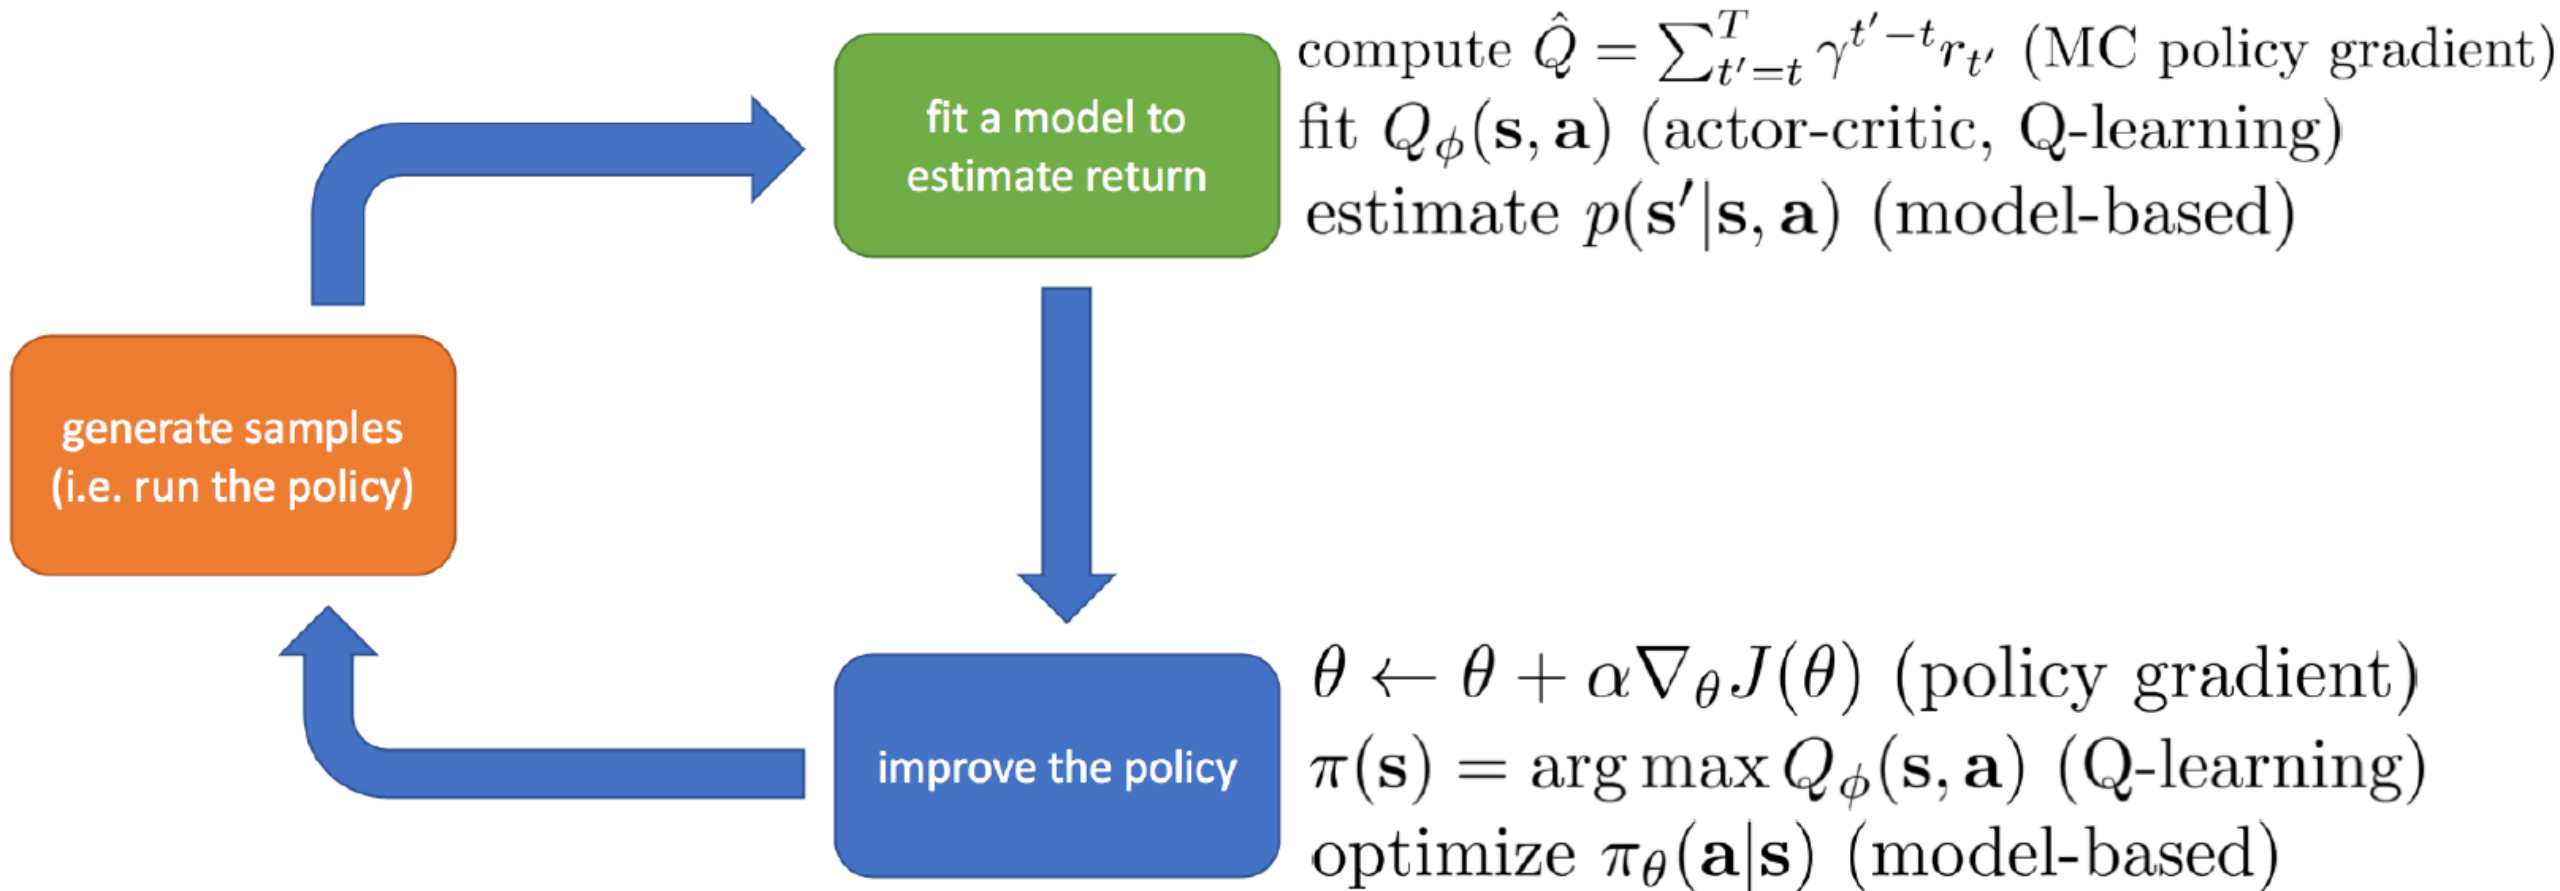 fit a model to
estimate return
compute Q̂ = ∑_{t'=t}^{T} γ^{t'−t} r_{t'} (MC policy gradient)
fit Q_ϕ(s, a) (actor-critic, Q-learning)
estimate p(s'|s, a) (model-based)
generate samples
(i.e. run the policy)
improve the policy
θ ← θ + α∇_θ J(θ) (policy gradient)
π(s) = arg max Q_ϕ(s, a) (Q-learning)
optimize π_θ(a|s) (model-based)